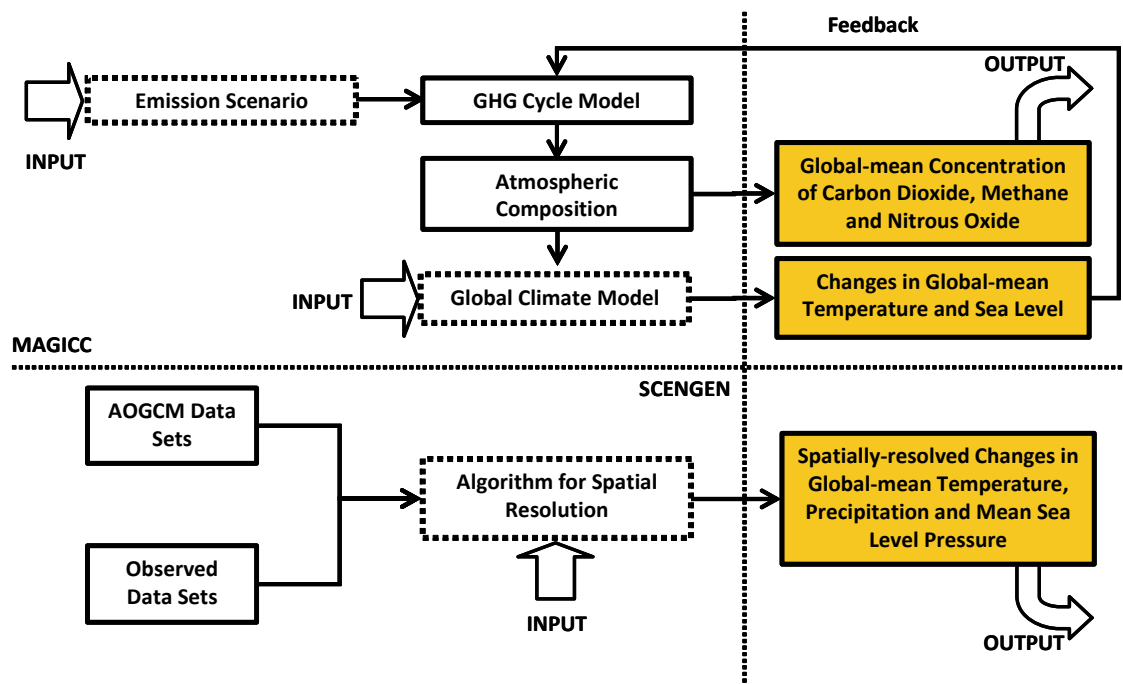 Feedback
OUTPUT
Emission Scenario
GHG Cycle Model
INPUT
Atmospheric
Composition
Global-mean Concentration
of Carbon Dioxide, Methane
and Nitrous Oxide
INPUT
Global Climate Model
Changes in Global-mean
Temperature and Sea Level
MAGICC
SCENGEN
AOGCM Data
Sets
Algorithm for Spatial
Resolution
Spatially-resolved Changes in
Global-mean Temperature,
Precipitation and Mean Sea
Level Pressure
Observed
Data Sets
INPUT
OUTPUT